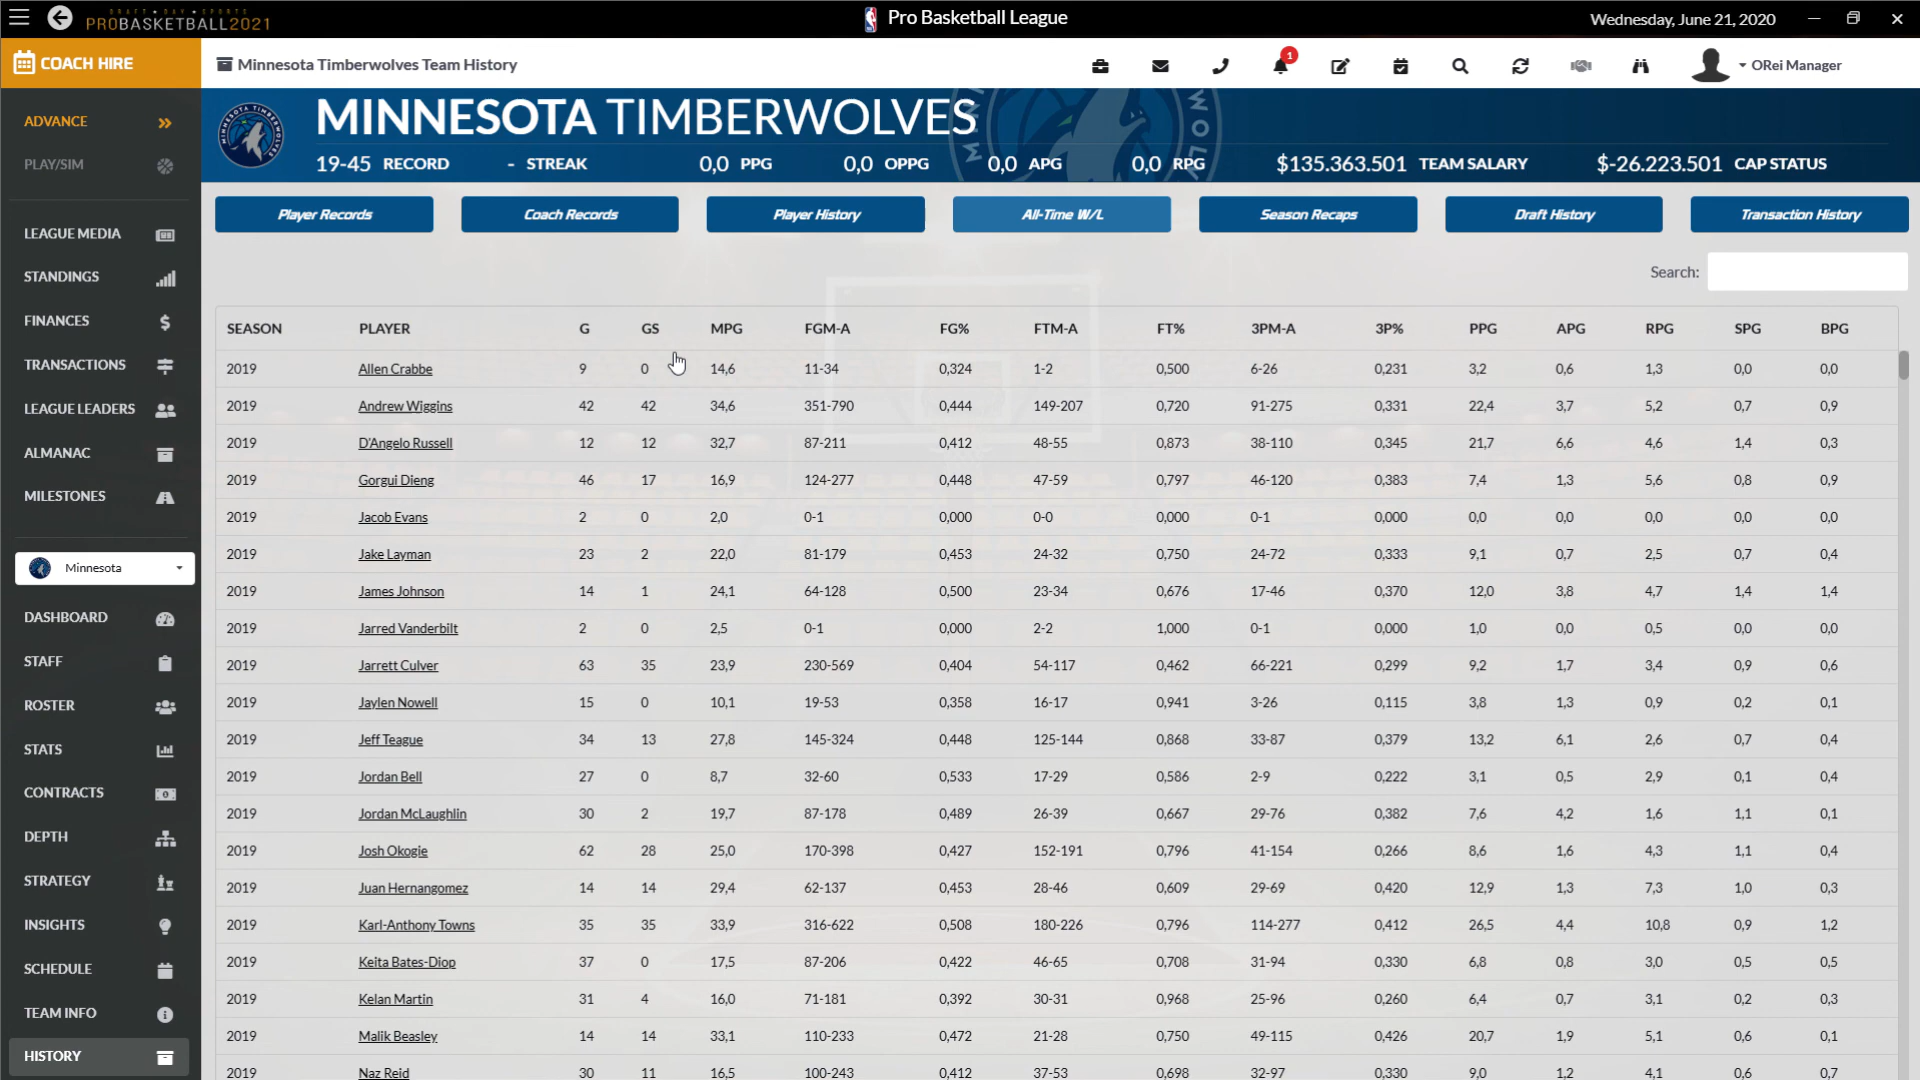 DRAFT • DAY • SPORTS
PROBASKETBALL2021
Pro Basketball League
Wednesday, June 21, 2020
COACH HIRE
Minnesota Timberwolves Team History
1
ORei Manager
ADVANCE
PLAY/SIM
LEAGUE MEDIA
STANDINGS
FINANCES
TRANSACTIONS
LEAGUE LEADERS
ALMANAC
MILESTONES
Minnesota
DASHBOARD
STAFF
ROSTER
STATS
CONTRACTS
DEPTH
STRATEGY
INSIGHTS
SCHEDULE
TEAM INFO
HISTORY
MINNESOTA TIMBERWOLVES
19-45 RECORD - STREAK 0,0 PPG 0,0 OPPG 0,0 APG 0,0 RPG $135.363.501 TEAM SALARY $-26.223.501 CAP STATUS
Player Records Coach Records Player History All-Time W/L Season Recaps Draft History Transaction History
Search:
SEASON PLAYER G GS MPG FGM-A FG% FTM-A FT% 3PM-A 3P% PPG APG RPG SPG BPG
2019 Allen Crabbe 9 0 14,6 11-34 0,324 1-2 0,500 6-26 0,231 3,2 0,6 1,3 0,0 0,0
2019 Andrew Wiggins 42 42 34,6 351-790 0,444 149-207 0,720 91-275 0,331 22,4 3,7 5,2 0,7 0,9
2019 D'Angelo Russell 12 12 32,7 87-211 0,412 48-55 0,873 38-110 0,345 21,7 6,6 4,6 1,4 0,3
2019 Gorgui Dieng 46 17 16,9 124-277 0,448 47-59 0,797 46-120 0,383 7,4 1,3 5,6 0,8 0,9
2019 Jacob Evans 2 0 2,0 0-1 0,000 0-0 0,000 0-1 0,000 0,0 0,0 0,0 0,0 0,0
2019 Jake Layman 23 2 22,0 81-179 0,453 24-32 0,750 24-72 0,333 9,1 0,7 2,5 0,7 0,4
2019 James Johnson 14 1 24,1 64-128 0,500 23-34 0,676 17-46 0,370 12,0 3,8 4,7 1,4 1,4
2019 Jarred Vanderbilt 2 0 2,5 0-1 0,000 2-2 1,000 0-1 0,000 1,0 0,0 0,5 0,0 0,0
2019 Jarrett Culver 63 35 23,9 230-569 0,404 54-117 0,462 66-221 0,299 9,2 1,7 3,4 0,9 0,6
2019 Jaylen Nowell 15 0 10,1 19-53 0,358 16-17 0,941 3-26 0,115 3,8 1,3 0,9 0,2 0,1
2019 Jeff Teague 34 13 27,8 145-324 0,448 125-144 0,868 33-87 0,379 13,2 6,1 2,6 0,7 0,4
2019 Jordan Bell 27 0 8,7 32-60 0,533 17-29 0,586 2-9 0,222 3,1 0,5 2,9 0,1 0,4
2019 Jordan McLaughlin 30 2 19,7 87-178 0,489 26-39 0,667 29-76 0,382 7,6 4,2 1,6 1,1 0,1
2019 Josh Okogie 62 28 25,0 170-398 0,427 152-191 0,796 41-154 0,266 8,6 1,6 4,3 1,1 0,4
2019 Juan Hernangomez 14 14 29,4 62-137 0,453 28-46 0,609 29-69 0,420 12,9 1,3 7,3 1,0 0,3
2019 Karl-Anthony Towns 35 35 33,9 316-622 0,508 180-226 0,796 114-277 0,412 26,5 4,4 10,8 0,9 1,2
2019 Keita Bates-Diop 37 0 17,5 87-206 0,422 46-65 0,708 31-94 0,330 6,8 0,8 3,0 0,5 0,5
2019 Kelan Martin 31 4 16,0 71-181 0,392 30-31 0,968 25-96 0,260 6,4 0,7 3,1 0,2 0,3
2019 Malik Beasley 14 14 33,1 110-233 0,472 21-28 0,750 49-115 0,426 20,7 1,9 5,1 0,6 0,1
2019 Naz Reid 30 11 16,5 100-243 0,412 37-53 0,698 32-97 0,330 9,0 1,2 4,1 0,6 0,7